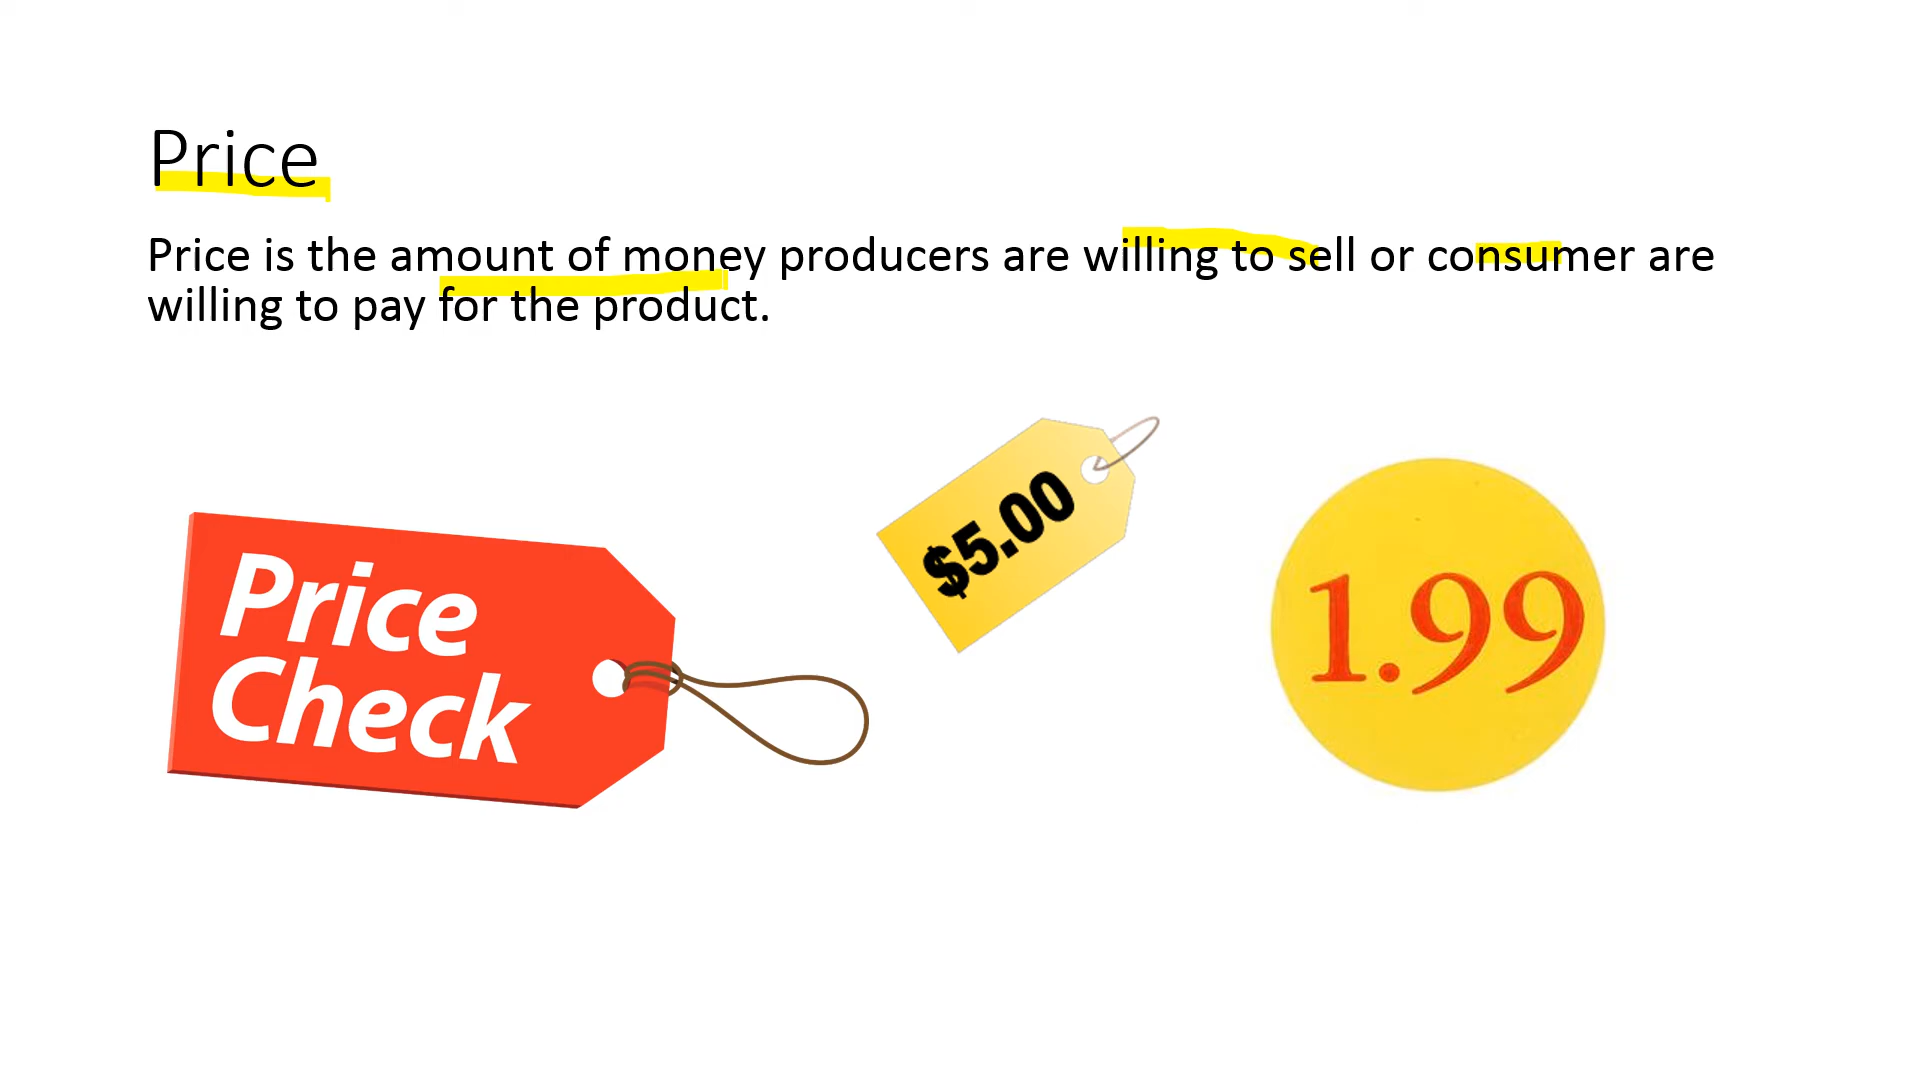 Price
Price is the amount of money producers are willing to sell or consumer are
willing to pay for the product.
Price
Check
$5.00
1.99